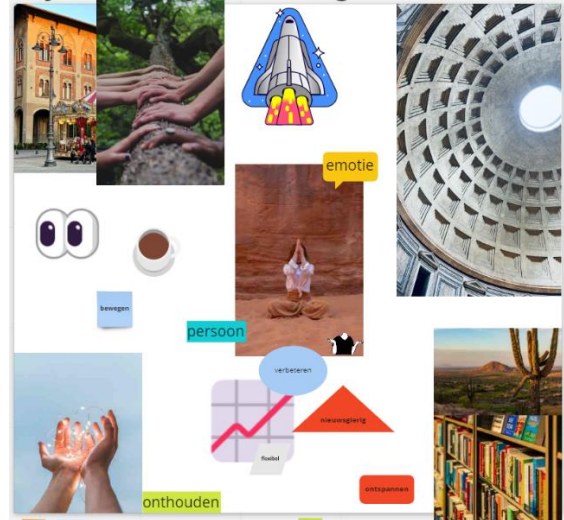 emotie
bewegen
persoon
verbeteren
nieuwsgierig
flexibel
ontspannen
onthouden